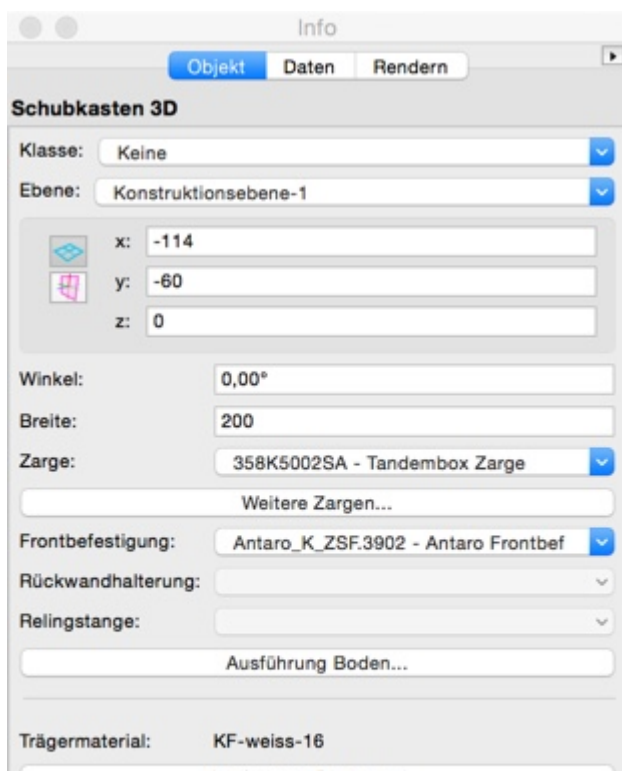 Info
Objekt Daten Rendern
Schubkasten 3D
Klasse: Keine
Ebene: Konstruktionsebene-1
x: -114
y: -60
z: 0
Winkel: 0,00°
Breite: 200
Zarge: 358K5002SA - Tandembox Zarge
Weitere Zargen...
Frontbefestigung: Antaro_K_ZSF.3902 - Antaro Frontbef
Rückwandhalterung:
Relingstange:
Ausführung Boden...
Trägermaterial: KF-weiss-16